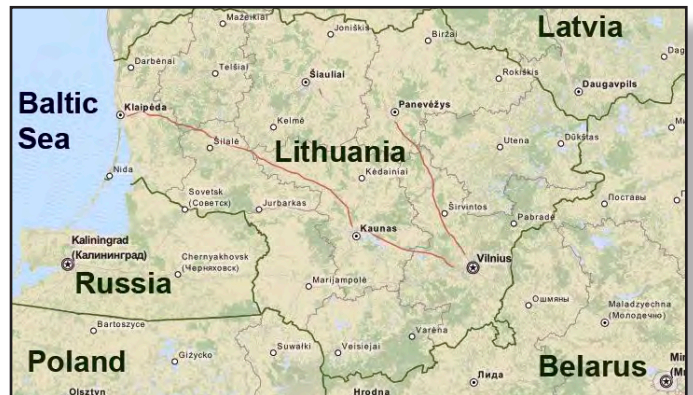 Mažeikiai
Joniškis
Biržai
Latvia
Darbėnai
Telšiai
Šiauliai
Rokiškis
Daugavpils
Baltic
Sea
Klaipėda
Panevėžys
Kelmė
Šilalė
Lithuania
Utena
Dūkštas
Nida
Kėdainiai
Sovetsk
(Советск)
Jurbarkas
Širvintos
Pabradė
Поставы
Kaunas
Kaliningrad
(Калининград)
Chernyakhovsk
(Черняховск)
Vilnius
Russia
Marijampolė
Ошмяны
Maladzyechna
(Молодечно)
Bartoszyce
Varėna
Poland
Giżycko
Suwałki
Veisiejai
Belarus
Лида
Olsztyn
Hrodna